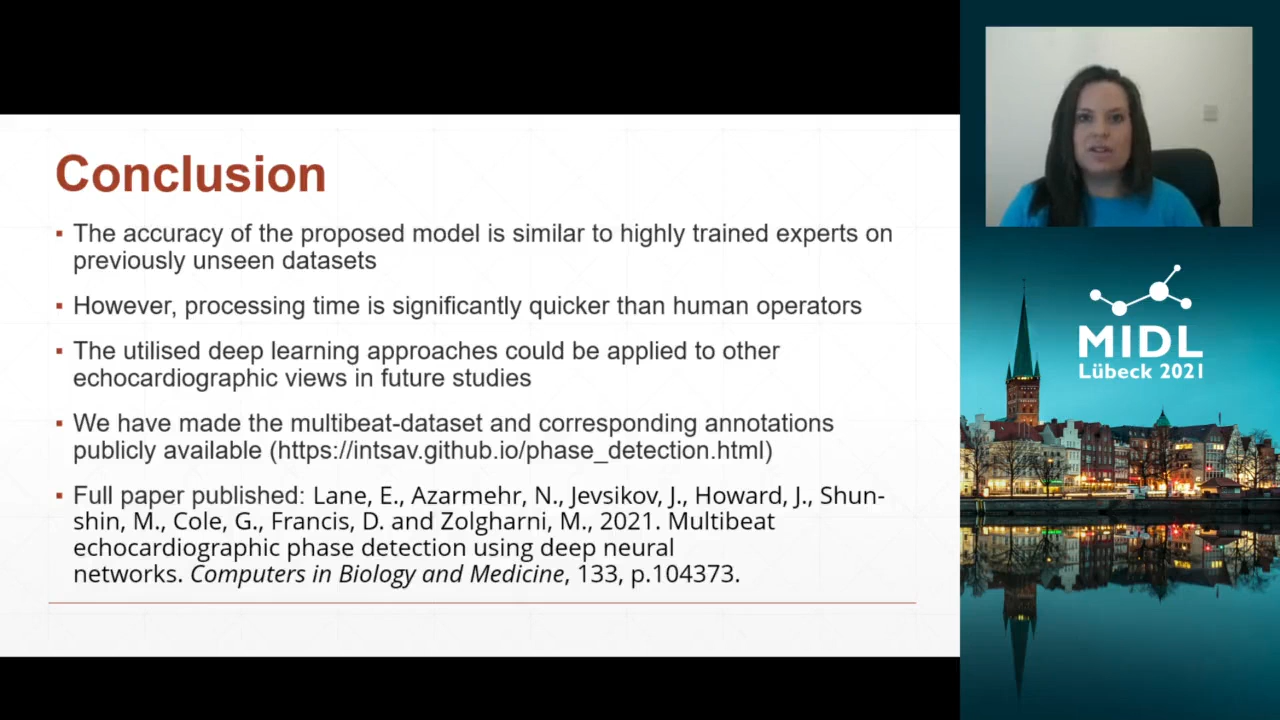 Conclusion
▪ The accuracy of the proposed model is similar to highly trained experts on
previously unseen datasets
▪ However, processing time is significantly quicker than human operators
▪ The utilised deep learning approaches could be applied to other
echocardiographic views in future studies
▪ We have made the multibeat-dataset and corresponding annotations
publicly available (https://intsav.github.io/phase_detection.html)
▪ Full paper published: Lane, E., Azarmehr, N., Jevsikov, J., Howard, J., Shun-
shin, M., Cole, G., Francis, D. and Zolgharni, M., 2021. Multibeat
echocardiographic phase detection using deep neural
networks. Computers in Biology and Medicine, 133, p.104373.
MIDL
Lübeck 2021